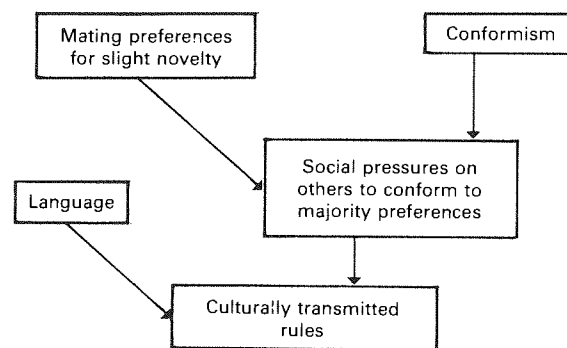 Mating preferences
for slight novelty
Conformism
Social pressures on
others to conform to
majority preferences
Language
Culturally transmitted
rules